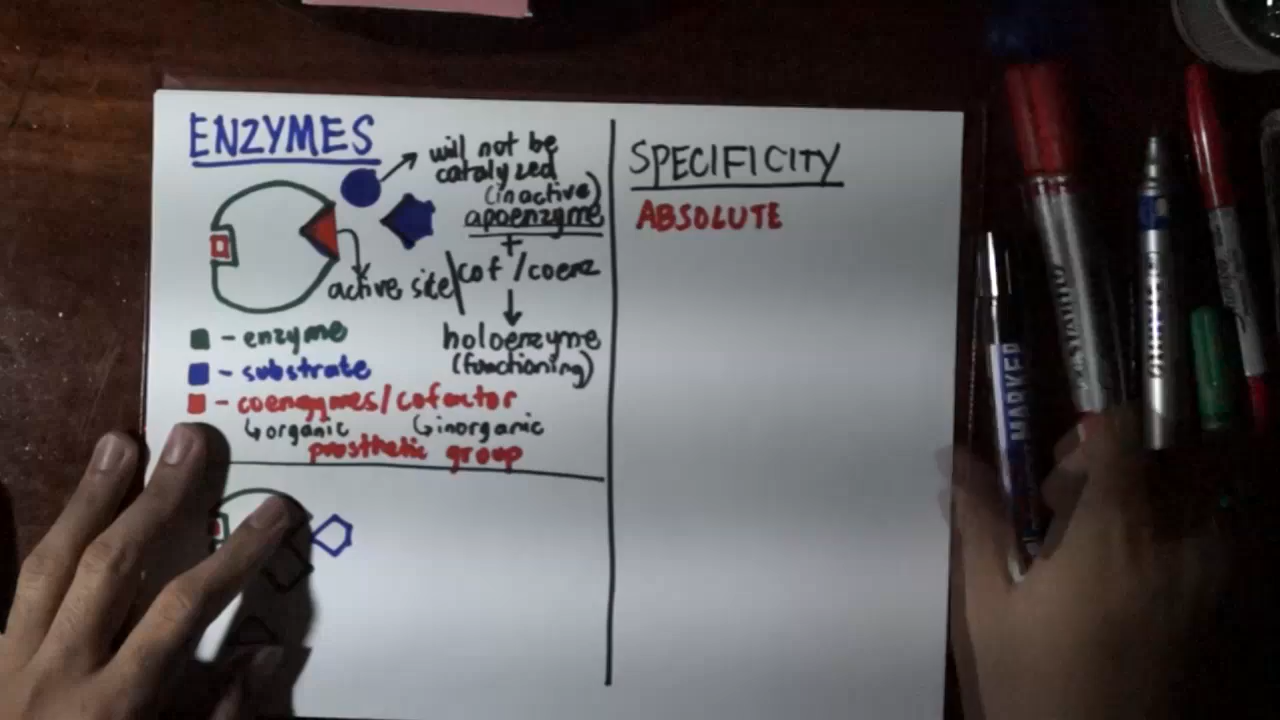 ENZYMES
will not be
catalyzed
(inactive)
apoenzyme
+
cof/coenz
active site
holoenzyme
(functioning)
- enzyme
- substrate
- coenzymes/cofactor
organic
inorganic
prosthetic group
SPECIFICITY
ABSOLUTE
MARKER